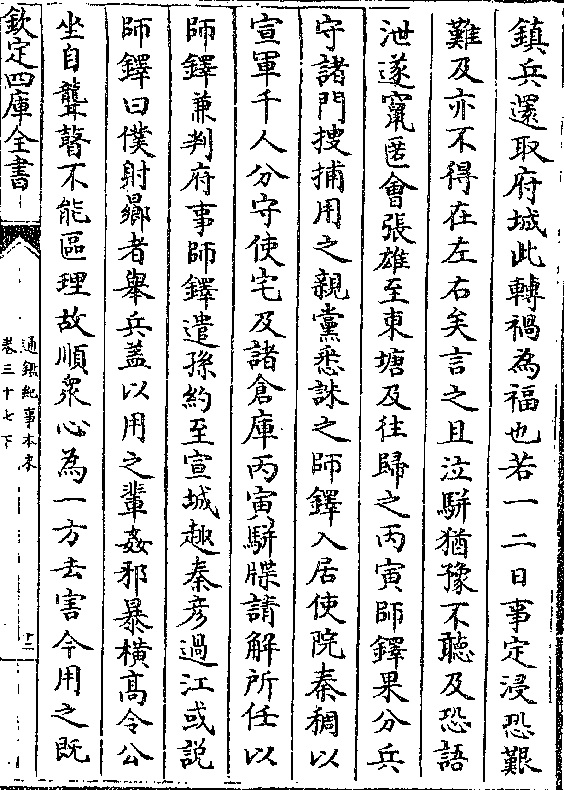 鎮兵還取府城此轉禍為福也若一二日事定浸恐艱
難及亦不得在左右矣言之且泣駢猶豫不聽及恐語
泄遂竄匿會張雄至東塘及往歸之丙寅師鐸果分兵
守諸門搜捕用之親黨悉誅之師鐸入居使院秦稠以
宣軍千人分守使宅及諸倉庫丙寅駢牒請解所任以
師鐸兼判府事師鐸遣孫約至宣城趣秦彦過江或説
師鐸曰僕射曏者舉兵葢以用之輩姦邪暴横髙令公
坐自聾瞽不能區理故順衆心為一方去害今用之既
欽定四庫全書
通鑑紀事本末
卷三十七下
十二